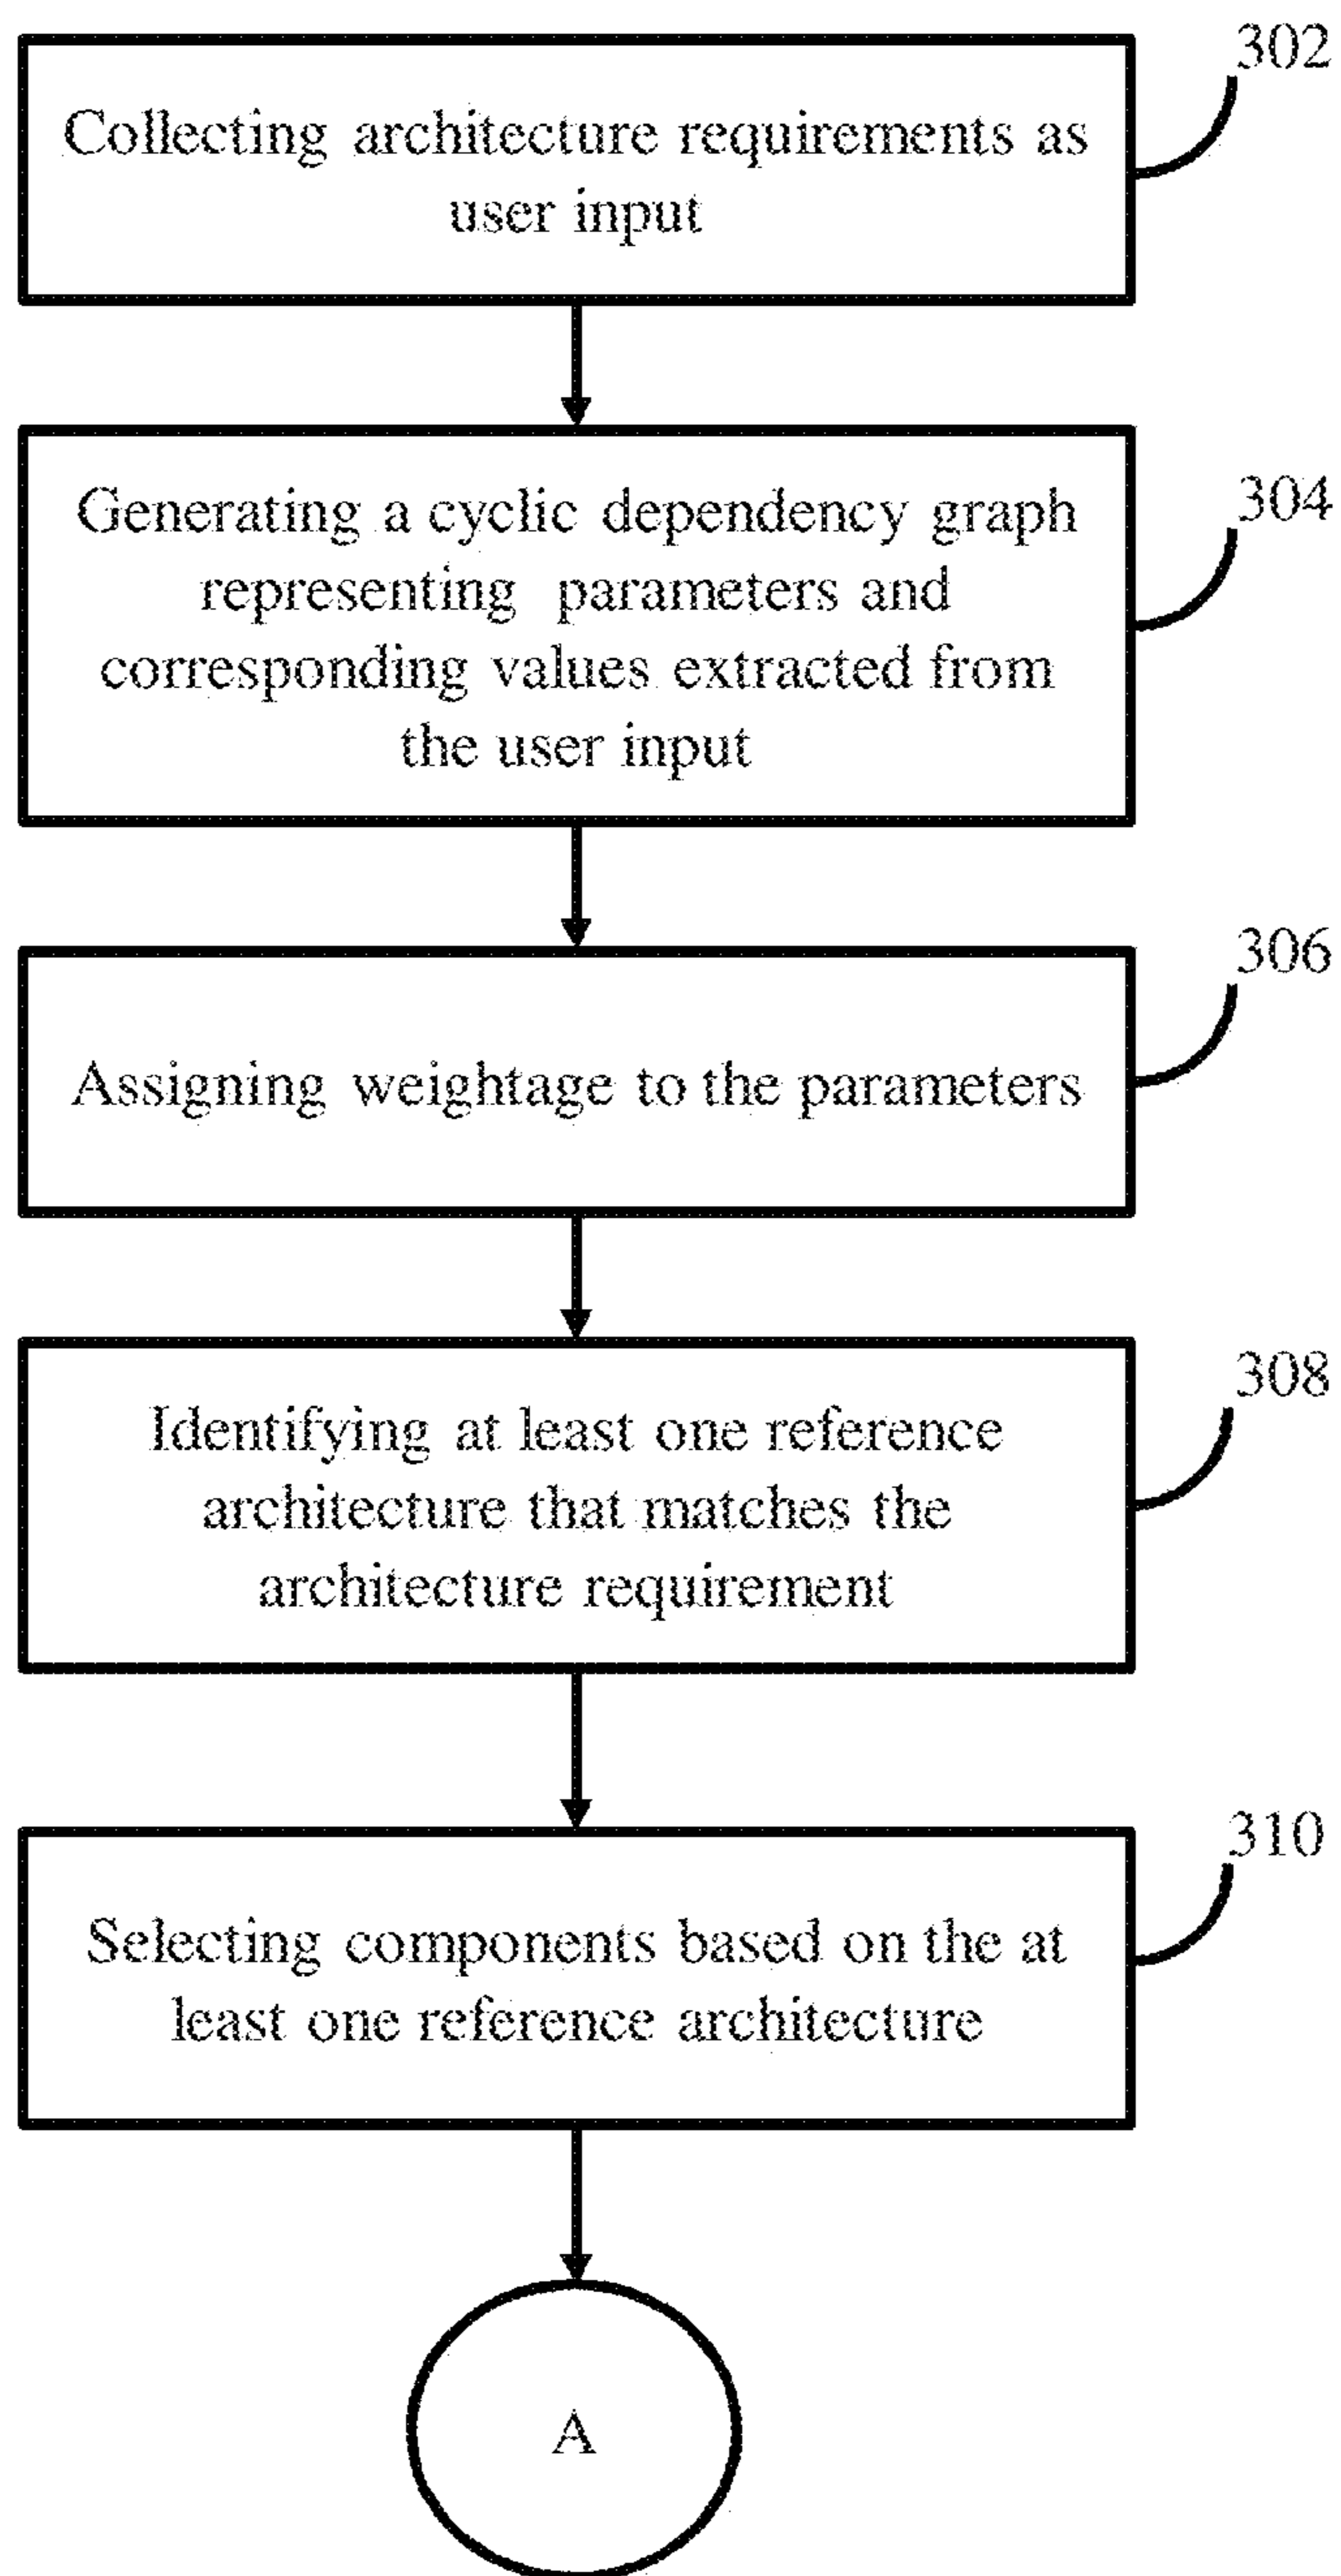 302
Collecting architecture requirements as
user input
304
Generating a cyclic dependency graph
representing parameters and
corresponding values extracted from
the user input
306
Assigning weightage to the parameters
308
Identifying at least one reference
architecture that matches the
architecture requirement
310
Selecting components based on the at
least one reference architecture
A